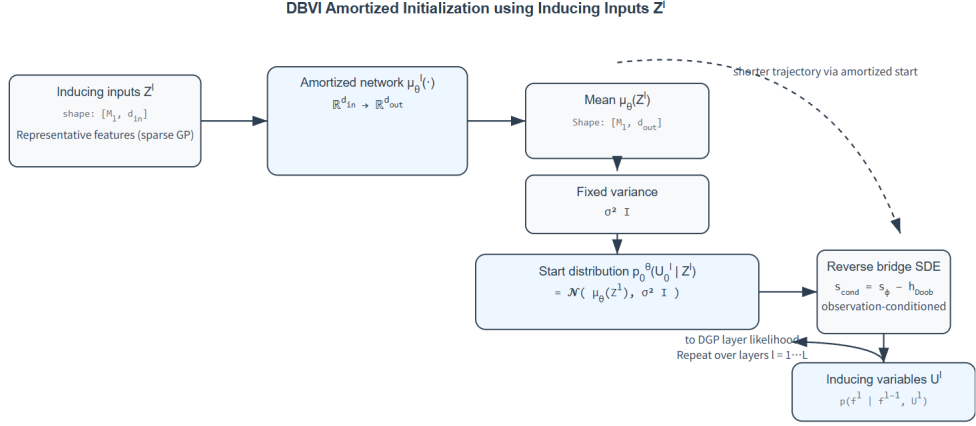 DBVI Amortized Initialization using Inducing Inputs Zˡ
Inducing inputs Zˡ
shape: [M_l, d_in]
Representative features (sparse GP)
Amortized network μ_θˡ(·)
ℝ^d_in → ℝ^d_out
Mean μ_θ(Zˡ)
Shape: [M_l, d_out]
shorter trajectory via amortized start
Fixed variance
σ² I
Start distribution p₀^θ(U₀ˡ | Zˡ)
= 𝒩( μ_θ(Zˡ), σ² I )
Reverse bridge SDE
s_cond = s_ϕ − h_Doob
observation-conditioned
to DGP layer likelihood
Repeat over layers l = 1⋯L
Inducing variables Uˡ
p(fˡ | fˡ⁻¹, Uˡ)